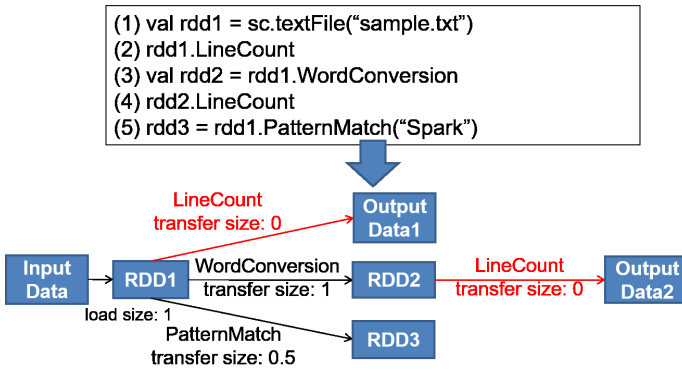 (1) val rdd1 = sc.textFile(“sample.txt”)
(2) rdd1.LineCount
(3) val rdd2 = rdd1.WordConversion
(4) rdd2.LineCount
(5) rdd3 = rdd1.PatternMatch(“Spark”)
LineCount
transfer size: 0
Output
Data1
Input
Data
RDD1
load size: 1
WordConversion
transfer size: 1
RDD2
LineCount
transfer size: 0
Output
Data2
PatternMatch
transfer size: 0.5
RDD3